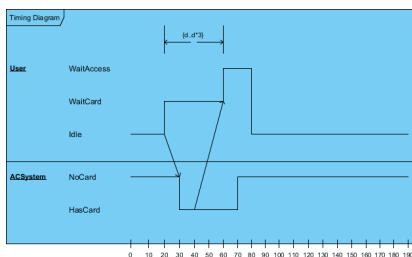 Timing Diagram
{d..d*3}
User
WaitAccess
WaitCard
Idle
ACSystem
NoCard
HasCard
0 10 20 30 40 50 60 70 80 90 100 110 120 130 140 150 160 170 180 190